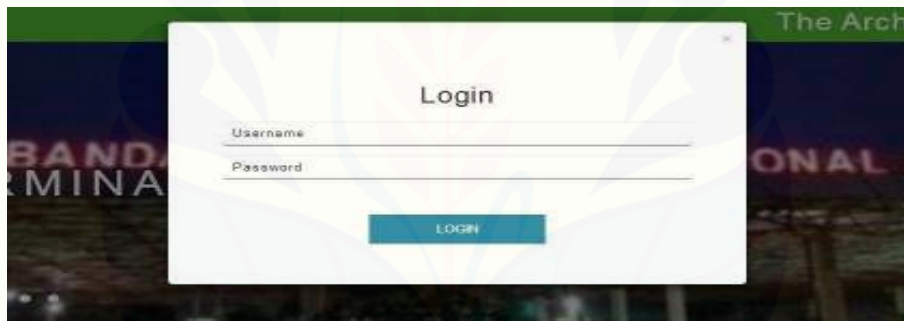 The Arch
×
Login
Username
BANDA ONAL
Password
RMINA
LOGIN